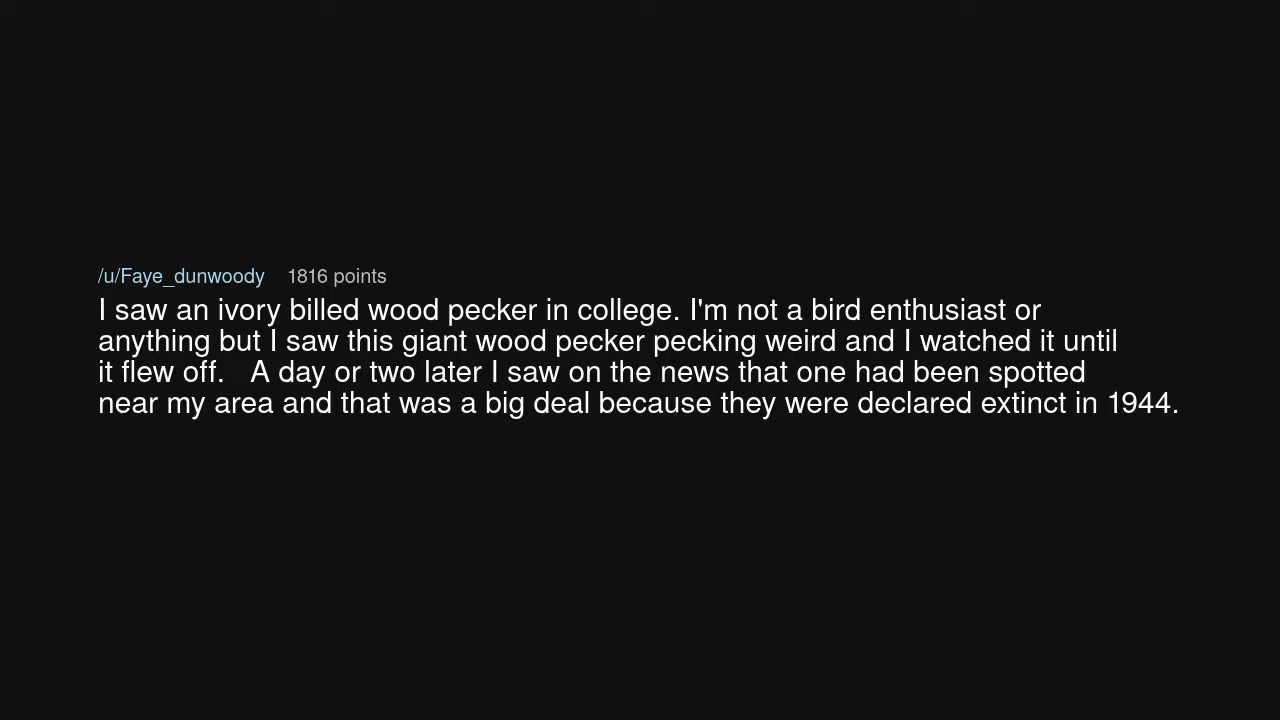 /u/Faye_dunwoody 1816 points
I saw an ivory billed wood pecker in college. I'm not a bird enthusiast or
anything but I saw this giant wood pecker pecking weird and I watched it until
it flew off.   A day or two later I saw on the news that one had been spotted
near my area and that was a big deal because they were declared extinct in 1944.